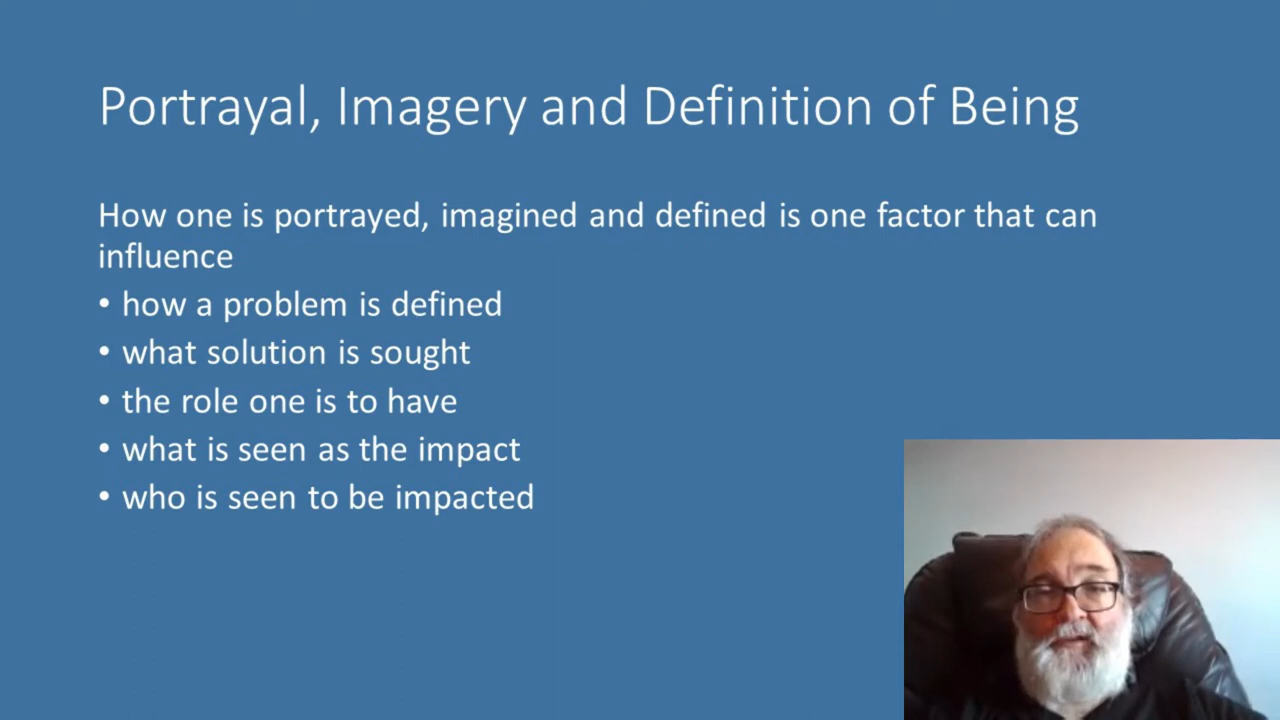 Portrayal, Imagery and Definition of Being
How one is portrayed, imagined and defined is one factor that can
influence
• how a problem is defined
• what solution is sought
• the role one is to have
• what is seen as the impact
• who is seen to be impacted